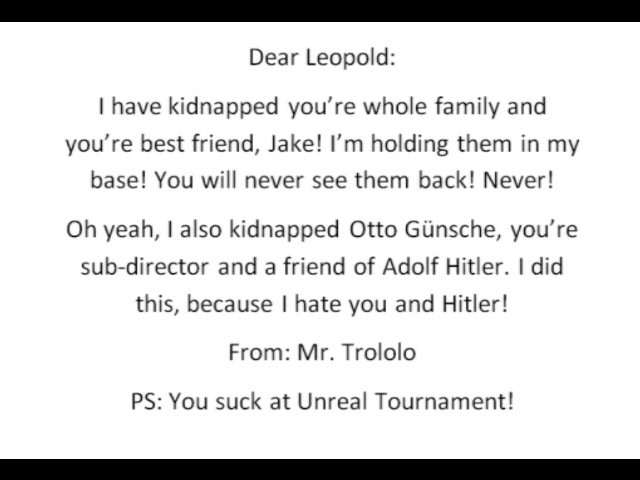 Dear Leopold:
I have kidnapped you’re whole family and
you’re best friend, Jake! I’m holding them in my
base! You will never see them back! Never!
Oh yeah, I also kidnapped Otto Günsche, you’re
sub-director and a friend of Adolf Hitler. I did
this, because I hate you and Hitler!
From: Mr. Trololo
PS: You suck at Unreal Tournament!